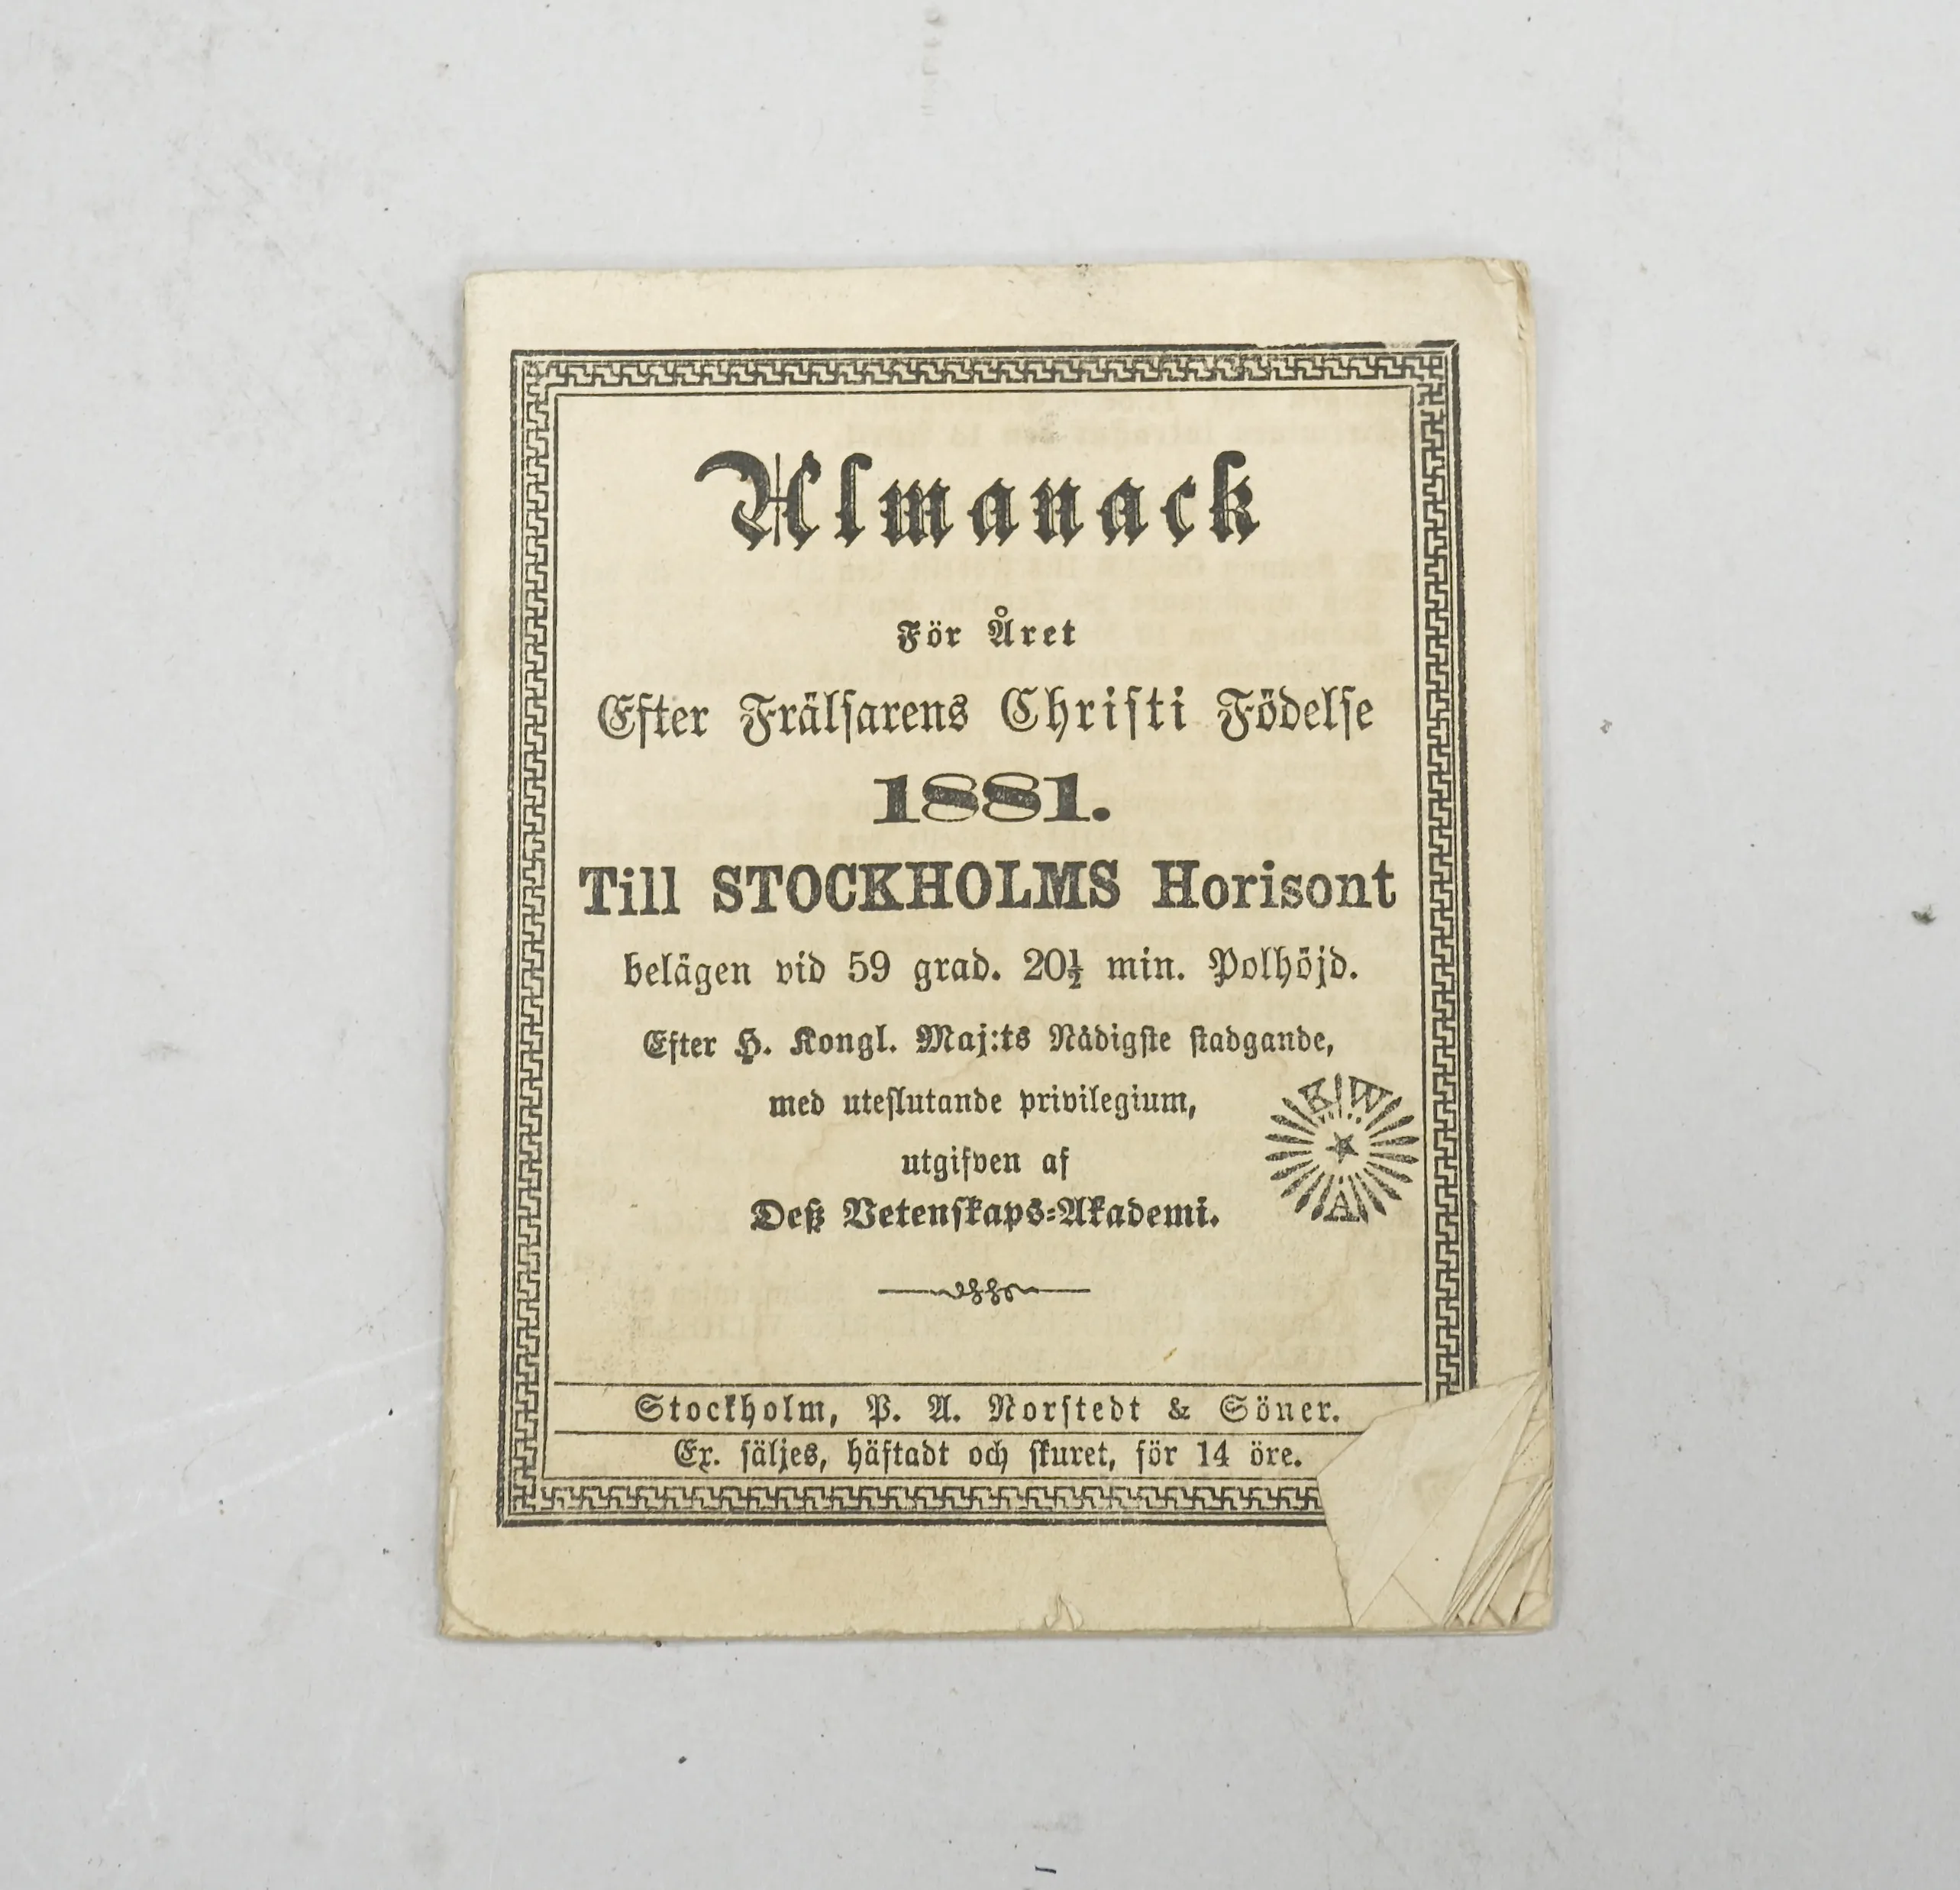 Almanack
För Året
Efter Frälsarens Christi Födelse
1881.
Till STOCKHOLMS Horisont
belägen vid 59 grad. 20½ min. Polhöjd.
Efter H. Kongl. Maj:ts Nådigste stadgande,
med uteslutande privilegium,
utgifven af
Deß Vetenskaps-Akademi.
K W
A
Stockholm, P. A. Norstedt & Söner.
Ex. säljes, häftadt och skuret, för 14 öre.